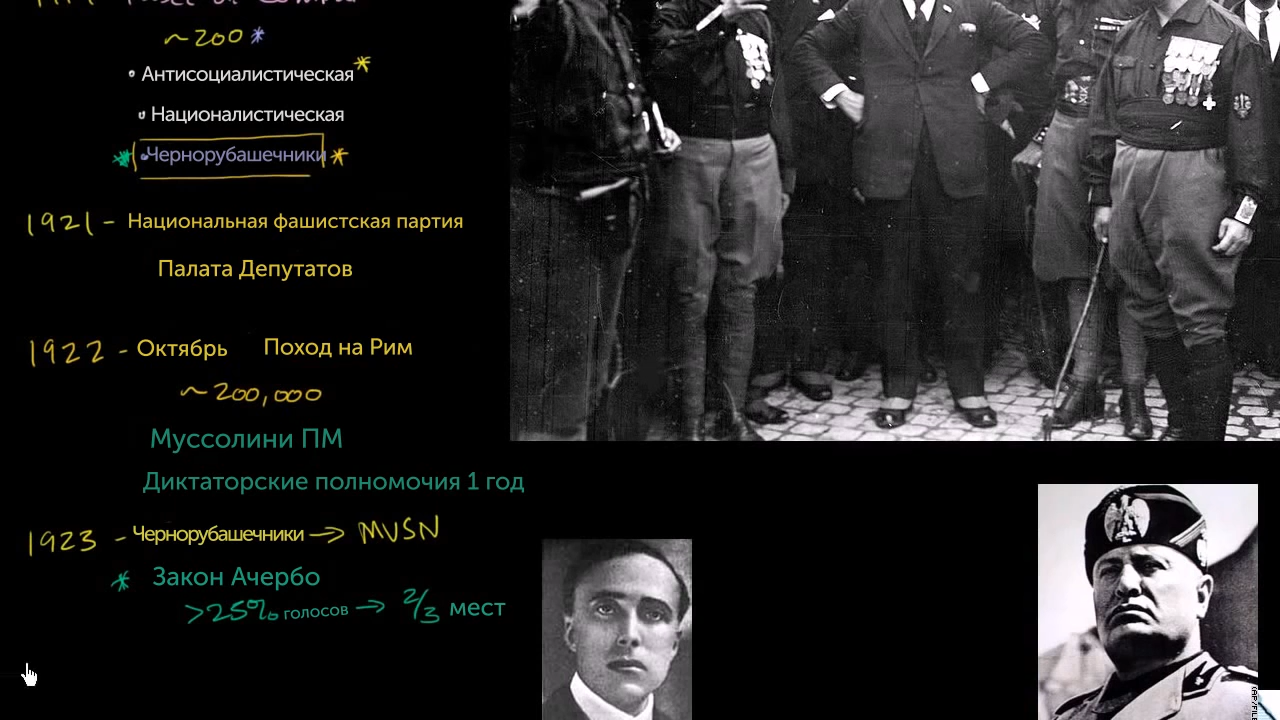 ~200 *
• Антисоциалистическая *
• Националистическая
* • Чернорубашечники *
1921 - Национальная фашистская партия
Палата Депутатов
1922 - Октябрь Поход на Рим
~ 200,000
Муссолини ПМ
Диктаторские полномочия 1 год
1923 - Чернорубашечники → MVSN
* Закон Ачербо
>25% голосов → 2/3 мест